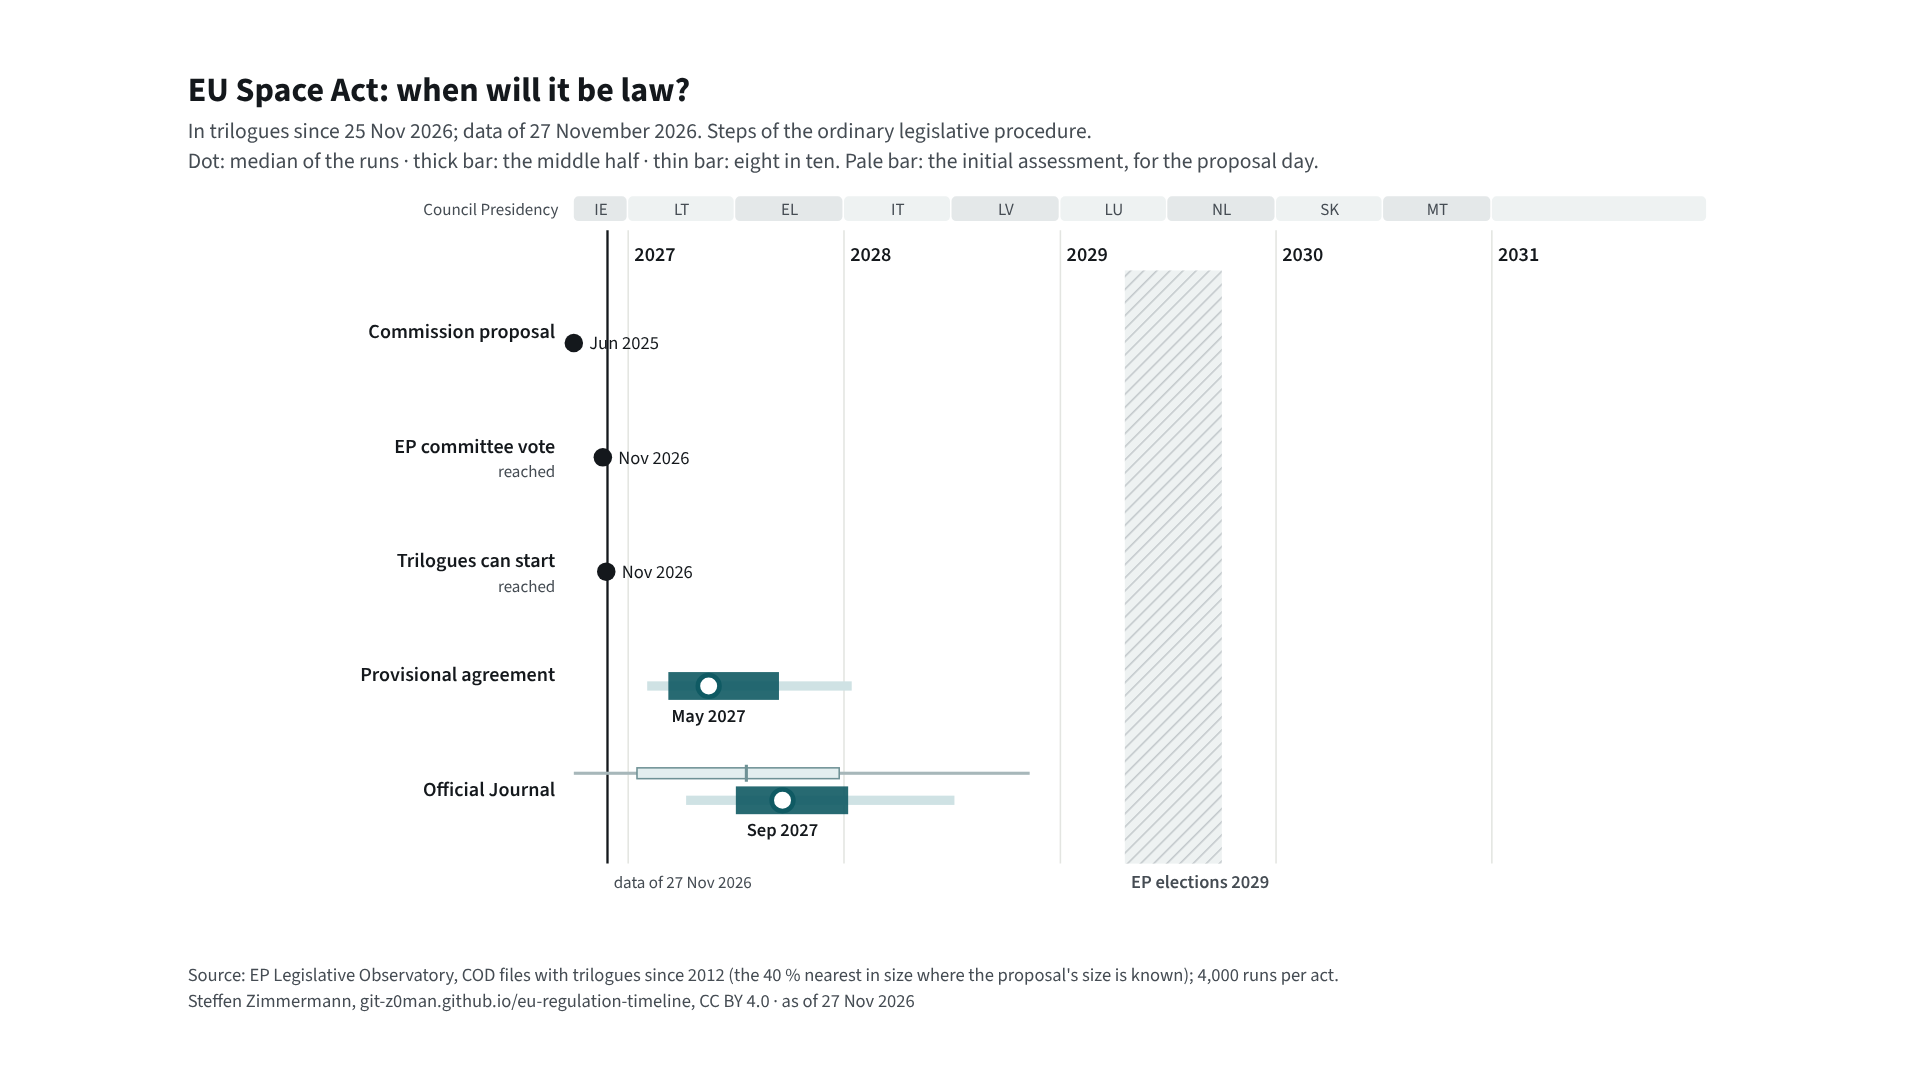 EU Space Act: when will it be law?
In trilogues since 25 Nov 2026; data of 27 November 2026. Steps of the ordinary legislative procedure.
Dot: median of the runs · thick bar: the middle half · thin bar: eight in ten. Pale bar: the initial assessment, for the proposal day.
Council Presidency IE LT EL IT LV LU NL SK MT
2027 2028 2029 2030 2031
Commission proposal
Jun 2025
EP committee vote
Nov 2026
reached
Trilogues can start
Nov 2026
reached
Provisional agreement
May 2027
Official Journal
Sep 2027
data of 27 Nov 2026 EP elections 2029
Source: EP Legislative Observatory, COD files with trilogues since 2012 (the 40 % nearest in size where the proposal's size is known); 4,000 runs per act.
Steffen Zimmermann, git-z0man.github.io/eu-regulation-timeline, CC BY 4.0 · as of 27 Nov 2026